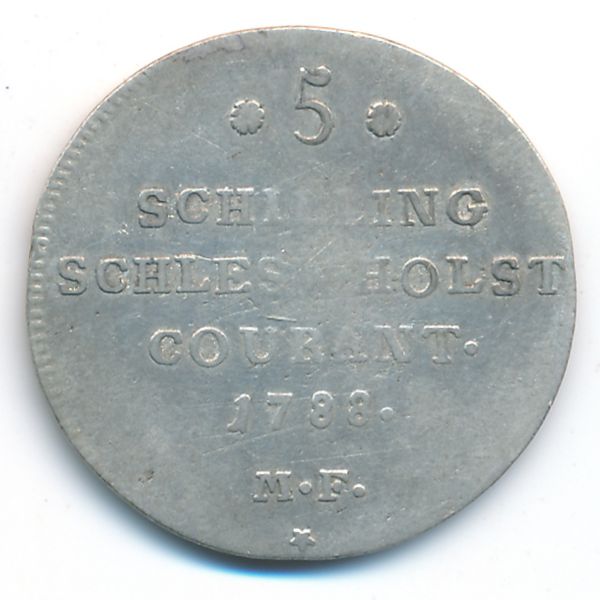 5
SCHILLING
SCHLES HOLST
COURANT.
1788.
M.F.